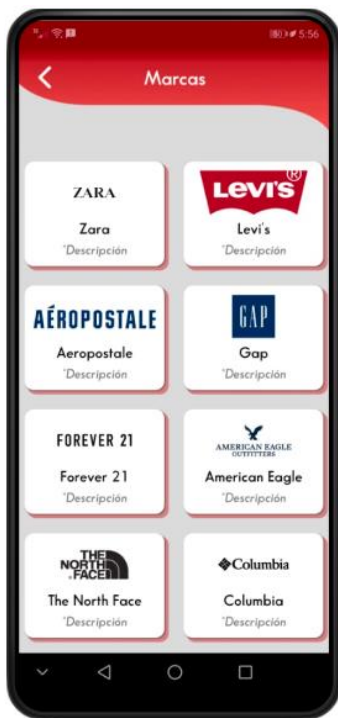 5:56
Marcas
ZARA
Zara
*Descripción
LEVI'S®
Levi's
*Descripción
AÉROPOSTALE
Aeropostale
*Descripción
GAP
Gap
*Descripción
FOREVER 21
Forever 21
*Descripción
AMERICAN EAGLE
OUTFITTERS
American Eagle
*Descripción
THE
NORTH
FACE
The North Face
*Descripción
Columbia
Columbia
*Descripción